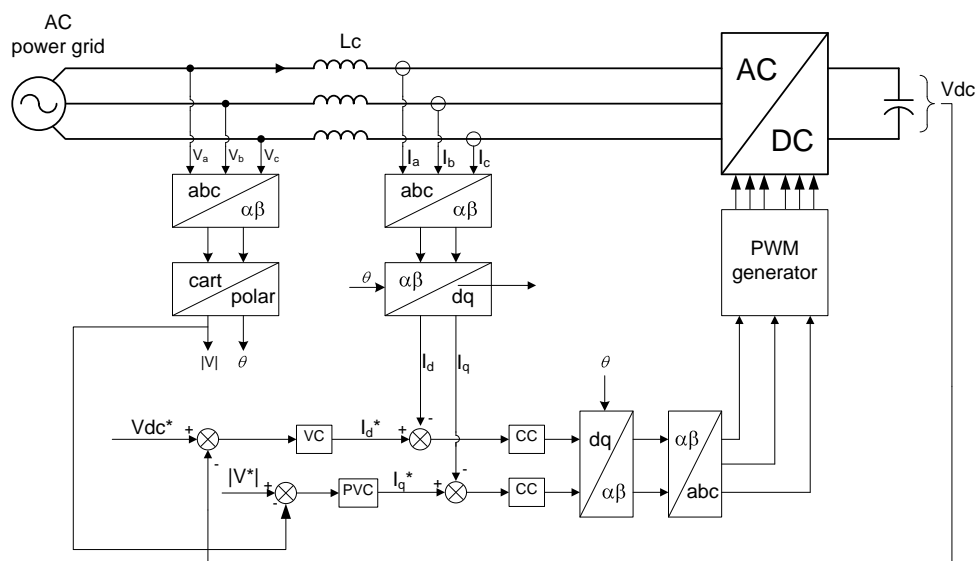 AC
power grid
Lc
AC
DC
Vdc
Va
Vb
Vc
Ia
Ib
Ic
abc
αβ
abc
αβ
PWM
generator
cart
polar
θ
αβ
dq
|V|
θ
Id
Iq
θ
Vdc*
+
-
VC
Id*
+
-
CC
dq
αβ
αβ
abc
|V*|
+
-
PVC
Iq*
+
-
CC